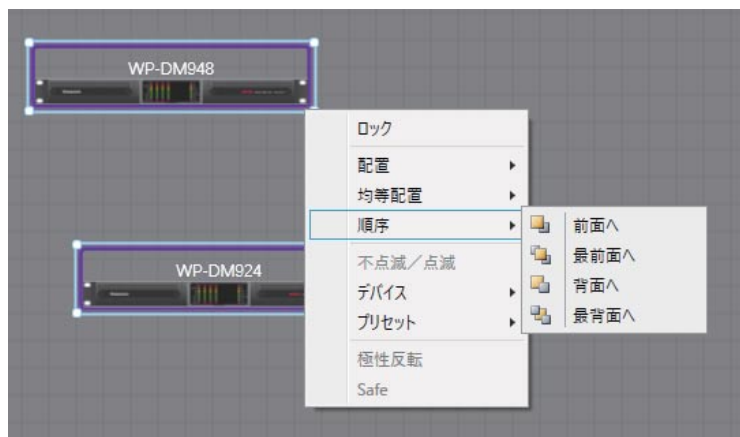 WP-DM948
ロック
配置
均等配置
順序
前面へ
最前面へ
背面へ
最背面へ
WP-DM924
不点滅／点滅
デバイス
プリセット
極性反転
Safe